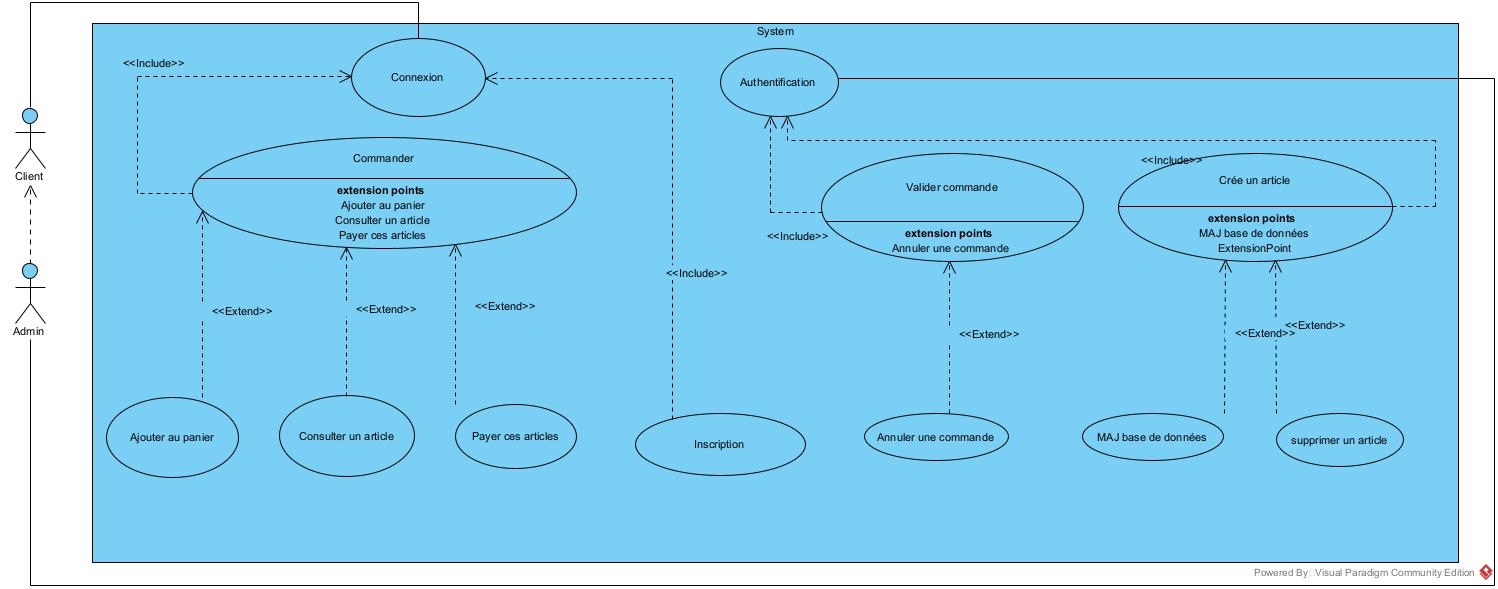 System
<<Include>>
Connexion
Authentification
Client
Commander
extension points
Ajouter au panier
Consulter un article
Payer ces articles
<<Include>>
Valider commande
extension points
Annuler une commande
<<Include>>
Crée un article
extension points
MAJ base de données
ExtensionPoint
<<Include>>
Admin
<<Extend>>
<<Extend>>
<<Extend>>
<<Extend>>
<<Extend>>
<<Extend>>
Ajouter au panier
Consulter un article
Payer ces articles
Inscription
Annuler une commande
MAJ base de données
supprimer un article
Powered By Visual Paradigm Community Edition